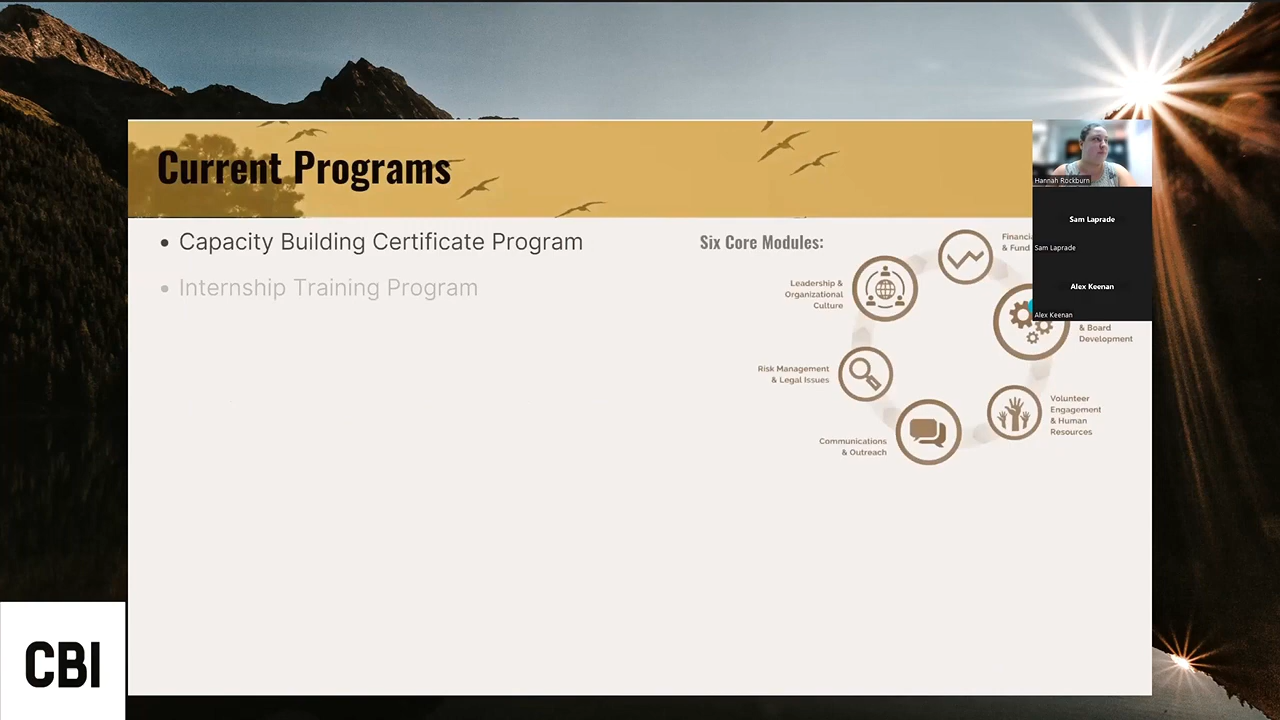 Current Programs
• Capacity Building Certificate Program
• Internship Training Program
Six Core Modules:
Leadership &
Organizational
Culture
& Fund
Risk Management
& Legal Issues
Communications
& Outreach
Volunteer
Engagement
& Human
Resources
& Board
Development
Hannah Rockburn
Sam Laprade
Sam Laprade
Alex Keenan
Alex Keenan
CBI